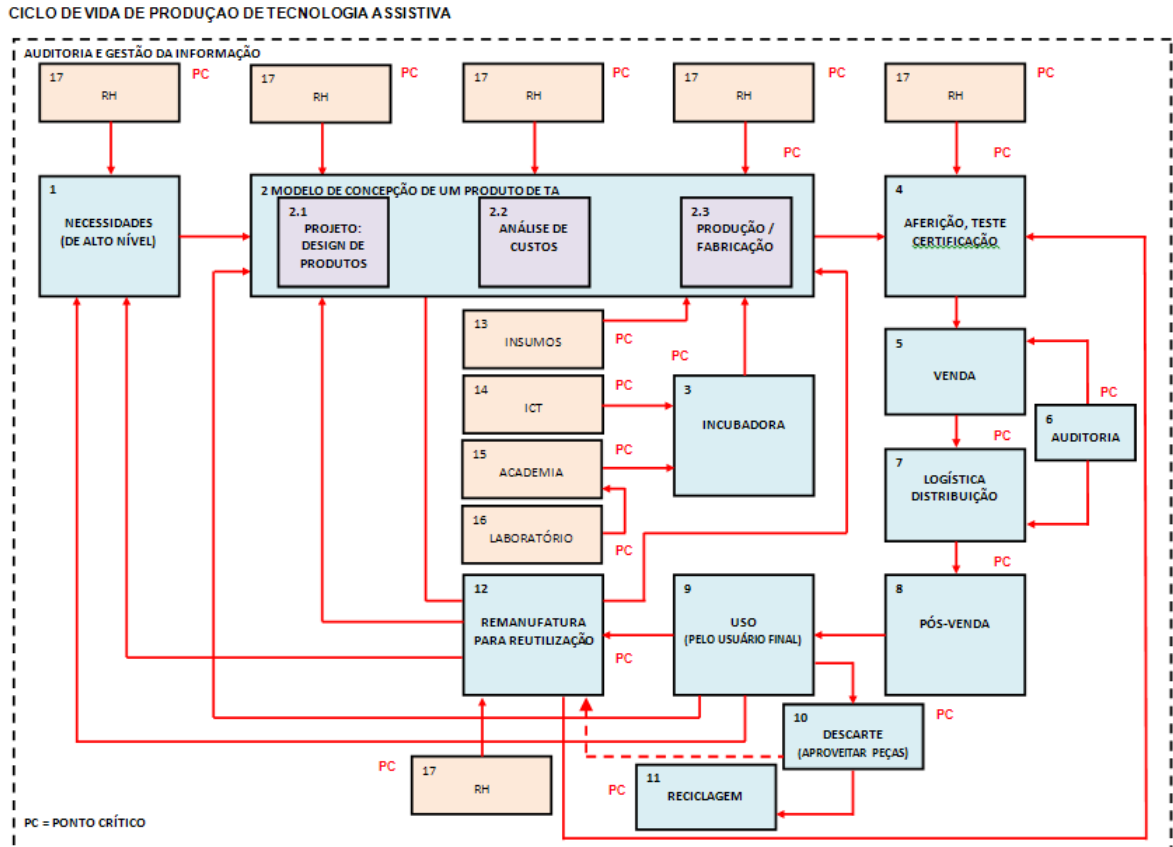 CICLO DE VIDA DE PRODUÇAO DE TECNOLOGIA ASSISTIVA
AUDITORIA E GESTÃO DA INFORMAÇÃO
17
RH
PC
17
RH
PC
17
RH
PC
17
RH
PC
17
RH
PC
PC
PC
1
NECESSIDADES
(DE ALTO NÍVEL)
2 MODELO DE CONCEPÇÃO DE UM PRODUTO DE TA
2.1
PROJETO:
DESIGN DE
PRODUTOS
2.2
ANÁLISE DE
CUSTOS
2.3
PRODUÇÃO /
FABRICAÇÃO
4
AFERIÇÃO, TESTE
CERTIFICAÇÃO
13
INSUMOS
PC
PC
14
ICT
PC
3
INCUBADORA
15
ACADEMIA
PC
16
LABORATÓRIO
PC
5
VENDA
PC
6
AUDITORIA
PC
7
LOGÍSTICA
DISTRIBUIÇÃO
PC
12
REMANUFATURA
PARA REUTILIZAÇÃO
PC
9
USO
(PELO USUÁRIO FINAL)
8
PÓS-VENDA
10
DESCARTE
(APROVEITAR PEÇAS)
PC
PC
17
RH
PC
11
RECICLAGEM
PC = PONTO CRÍTICO